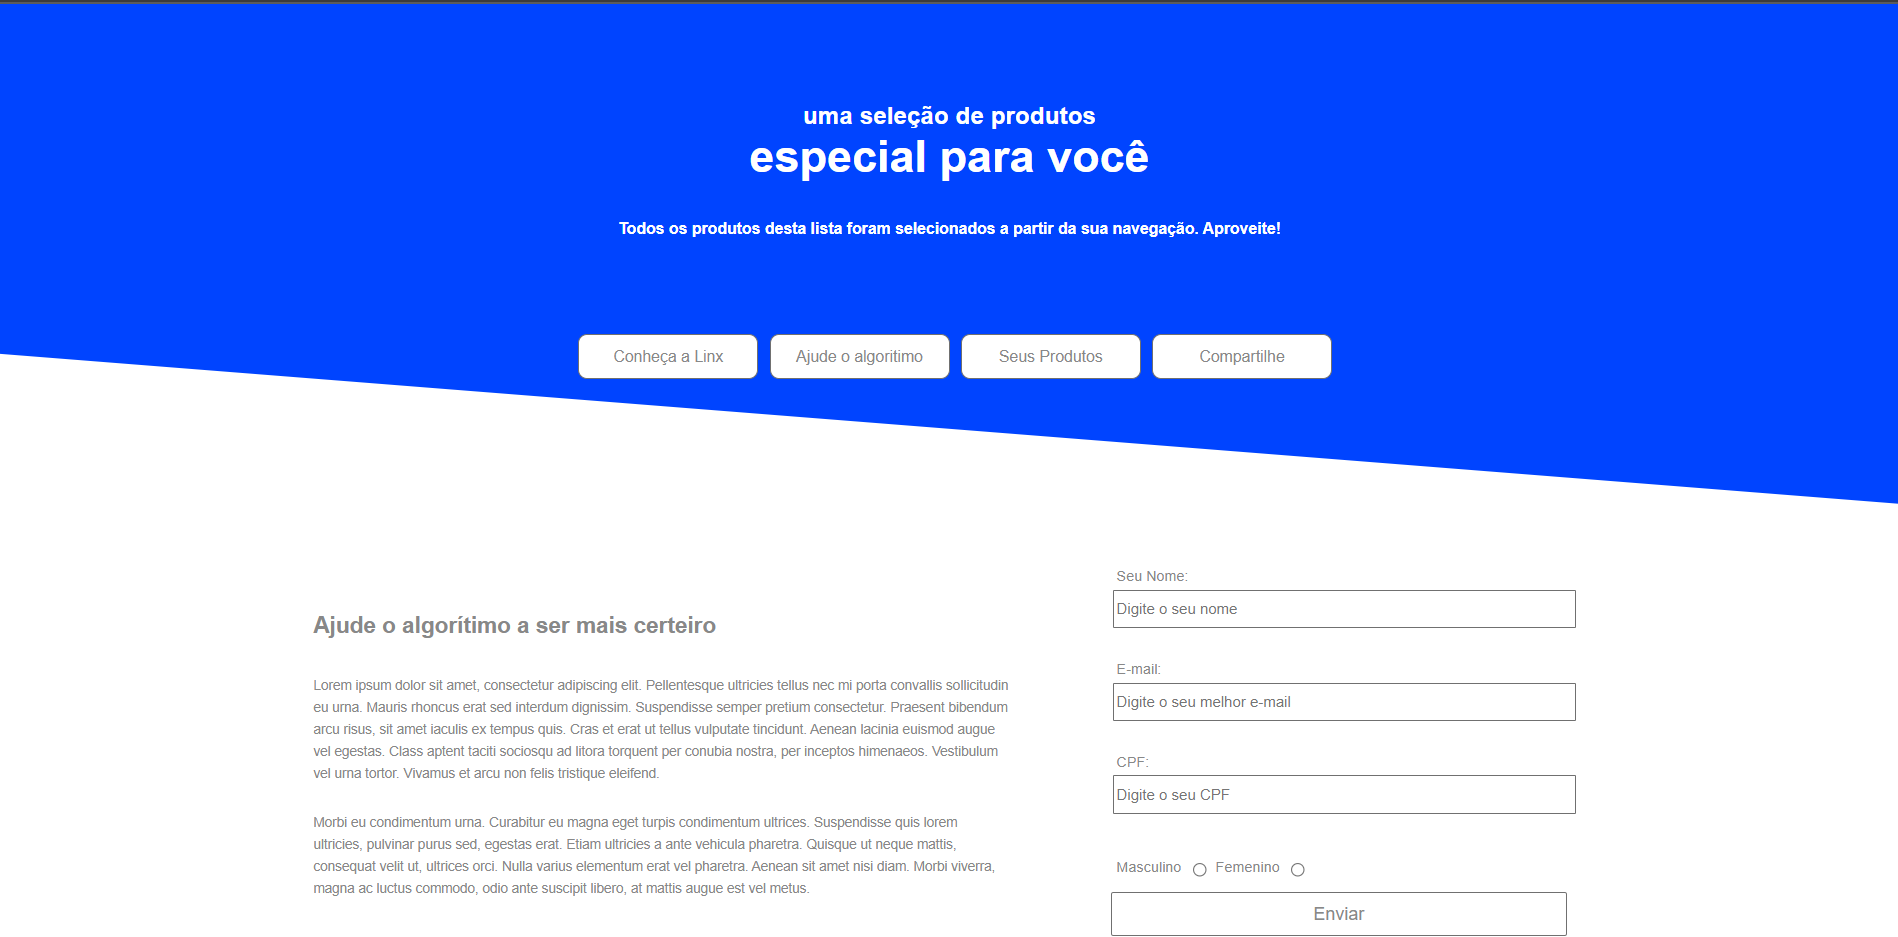 uma seleção de produtos
especial para você
Todos os produtos desta lista foram selecionados a partir da sua navegação. Aproveite!
Conheça a Linx
Ajude o algoritimo
Seus Produtos
Compartilhe
Ajude o algorítimo a ser mais certeiro
Lorem ipsum dolor sit amet, consectetur adipiscing elit. Pellentesque ultricies tellus nec mi porta convallis sollicitudin
eu urna. Mauris rhoncus erat sed interdum dignissim. Suspendisse semper pretium consectetur. Praesent bibendum
arcu risus, sit amet iaculis ex tempus quis. Cras et erat ut tellus vulputate tincidunt. Aenean lacinia euismod augue
vel egestas. Class aptent taciti sociosqu ad litora torquent per conubia nostra, per inceptos himenaeos. Vestibulum
vel urna tortor. Vivamus et arcu non felis tristique eleifend.
Morbi eu condimentum urna. Curabitur eu magna eget turpis condimentum ultrices. Suspendisse quis lorem
ultricies, pulvinar purus sed, egestas erat. Etiam ultricies a ante vehicula pharetra. Quisque ut neque mattis,
consequat velit ut, ultrices orci. Nulla varius elementum erat vel pharetra. Aenean sit amet nisi diam. Morbi viverra,
magna ac luctus commodo, odio ante suscipit libero, at mattis augue est vel metus.
Seu Nome:
Digite o seu nome
E-mail:
Digite o seu melhor e-mail
CPF:
Digite o seu CPF
Masculino
Femenino
Enviar